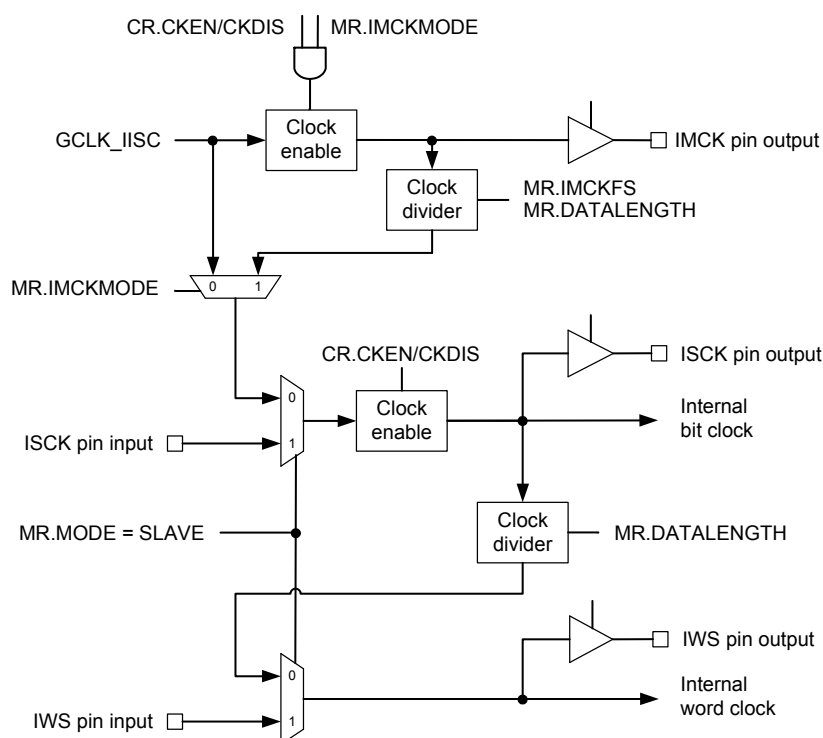 CR.CKEN/CKDIS MR.IMCKMODE
GCLK_IISC
Clock
enable
IMCK pin output
Clock
divider
MR.IMCKFS
MR.DATALENGTH
MR.IMCKMODE
0 1
CR.CKEN/CKDIS
ISCK pin output
0
Clock
enable
Internal
bit clock
ISCK pin input
1
MR.MODE = SLAVE
Clock
divider
MR.DATALENGTH
IWS pin output
0
Internal
word clock
IWS pin input
1